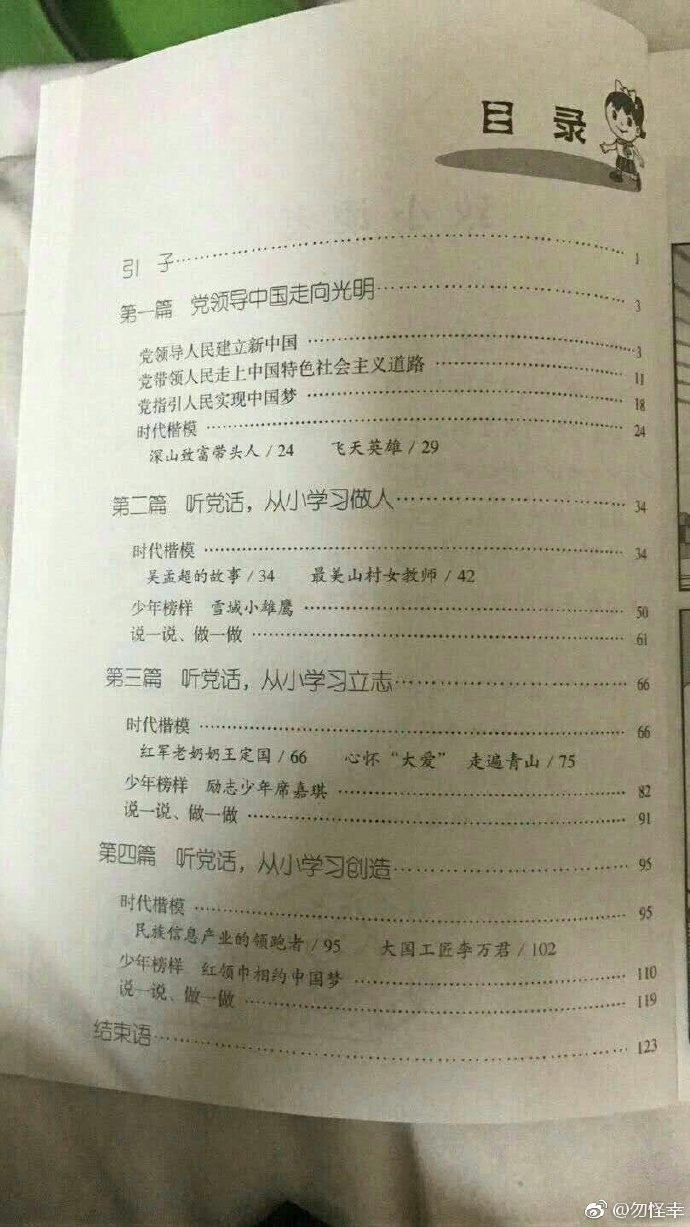 目 录
引 子 1
第一篇 党领导中国走向光明 3
党领导人民建立新中国 3
党带领人民走上中国特色社会主义道路 11
党指引人民实现中国梦 18
时代楷模 24
深山致富带头人 / 24 飞天英雄 / 29
第二篇 听党话,从小学习做人 34
时代楷模 34
吴孟超的故事 / 34 最美山村女教师 / 42
少年榜样 雪域小雄鹰 50
说一说、做一做 61
第三篇 听党话,从小学习立志 66
时代楷模 66
红军老奶奶王定国 / 66 心怀“大爱” 走遍青山 / 75
少年榜样 励志少年席嘉琪 82
说一说、做一做 91
第四篇 听党话,从小学习创造 95
时代楷模 95
民族信息产业的领跑者 / 95 大国工匠李万君 / 102
少年榜样 红领巾相约中国梦 110
说一说、做一做 119
结束语 123
@勿怪幸